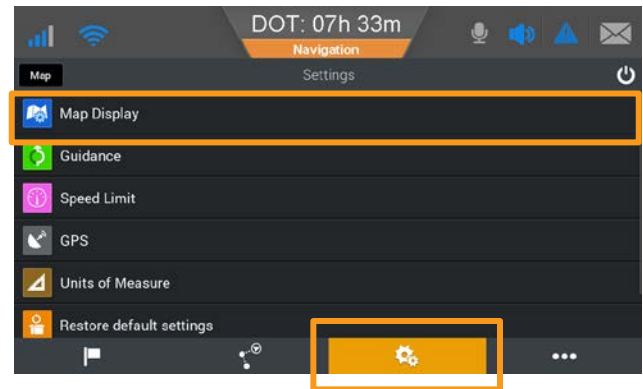 DOT: 07h 33m
Navigation
Map
Settings
Map Display
Guidance
Speed Limit
GPS
Units of Measure
Restore default settings